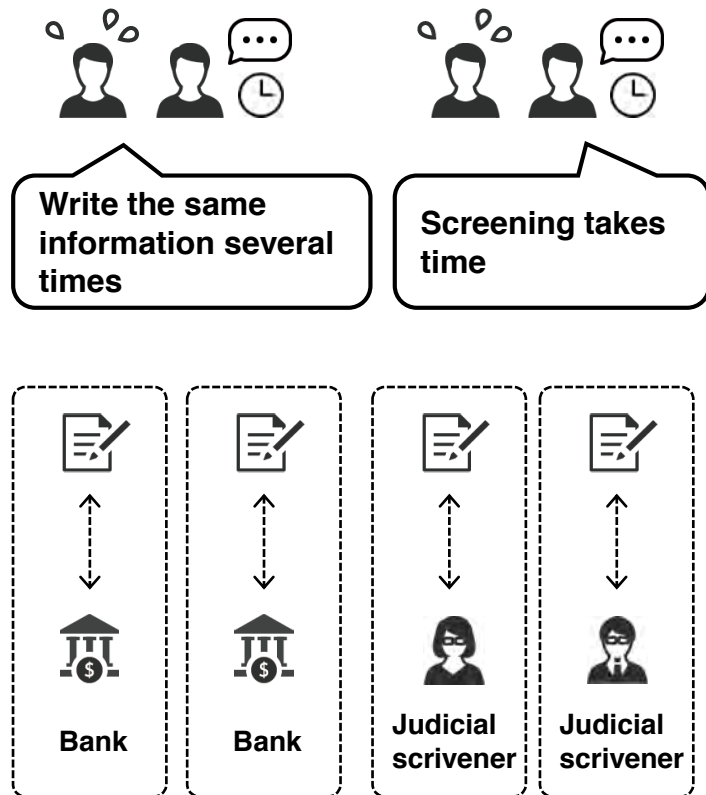 Write the same
information several
times
Screening takes
time
Bank
Bank
Judicial
scrivener
Judicial
scrivener